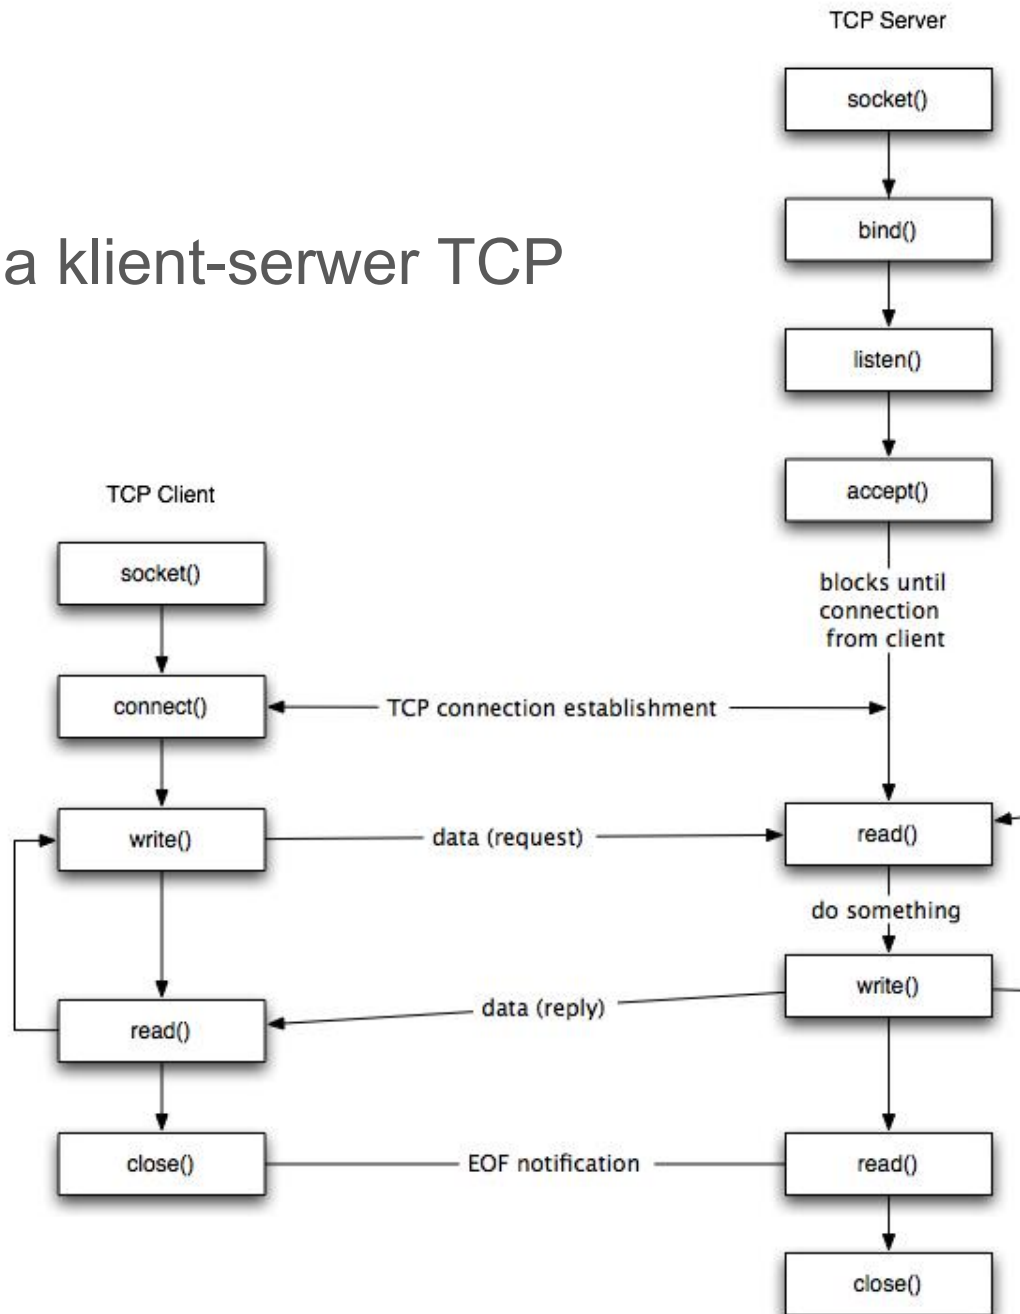 TCP Server
socket()
bind()
a klient-serwer TCP
listen()
accept()
TCP Client
blocks until
connection
from client
socket()
connect()
TCP connection establishment
write()
data (request)
read()
do something
write()
data (reply)
read()
close()
EOF notification
read()
close()